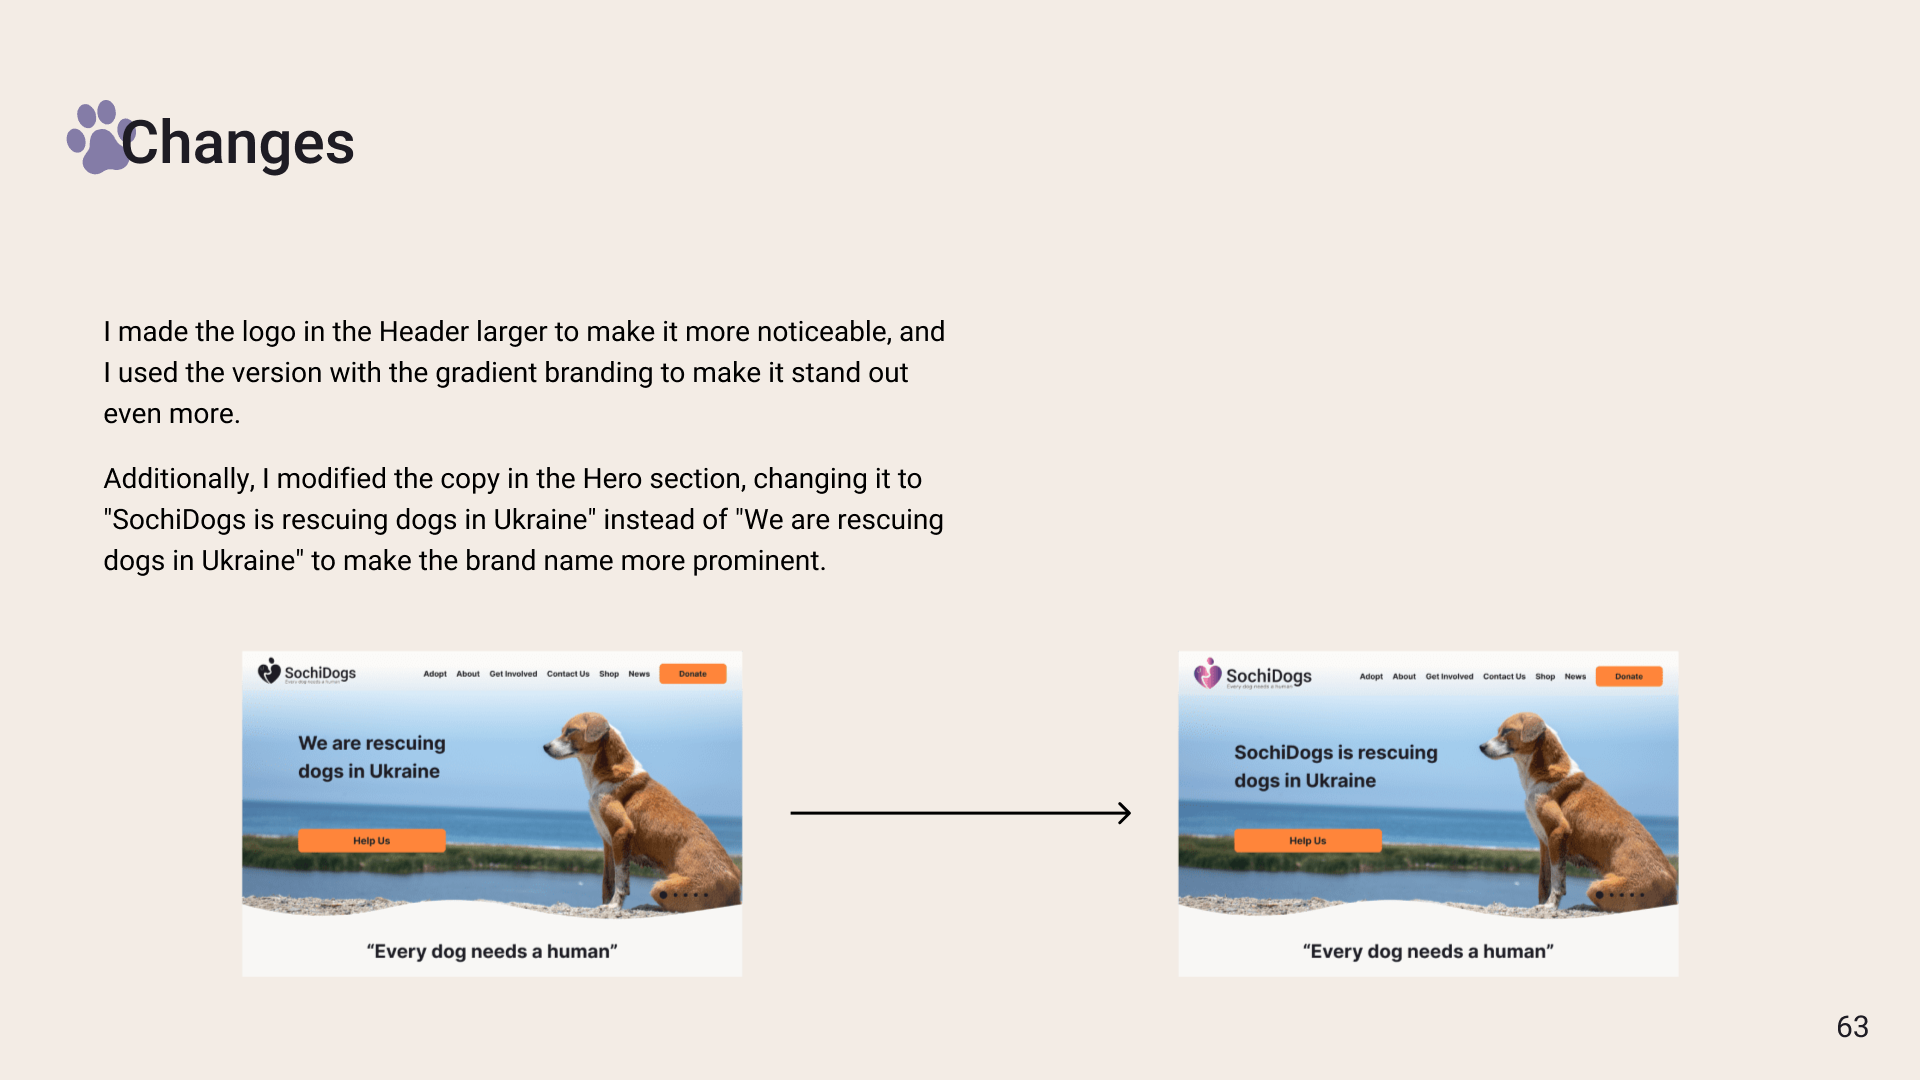 Changes
I made the logo in the Header larger to make it more noticeable, and
I used the version with the gradient branding to make it stand out
even more.
Additionally, I modified the copy in the Hero section, changing it to
"SochiDogs is rescuing dogs in Ukraine" instead of "We are rescuing
dogs in Ukraine" to make the brand name more prominent.
SochiDogs
Every dog needs a human
Adopt About Get Involved Contact Us Shop News Donate
We are rescuing
dogs in Ukraine
Help Us
“Every dog needs a human”
SochiDogs
Every dog needs a human
Adopt About Get Involved Contact Us Shop News Donate
SochiDogs is rescuing
dogs in Ukraine
Help Us
“Every dog needs a human”
63